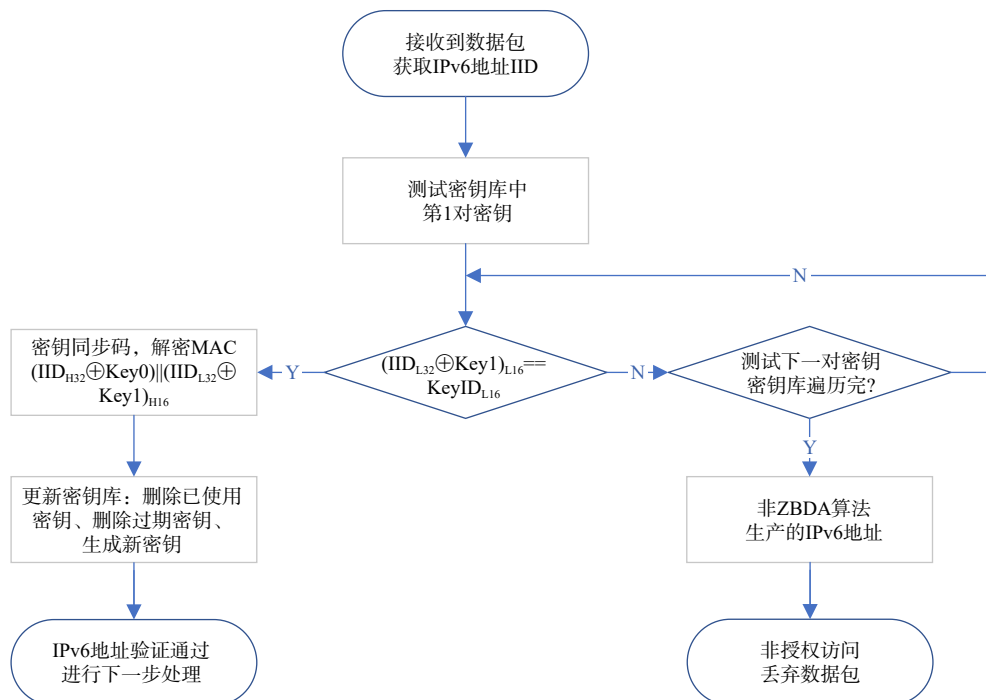 接收到数据包
获取IPv6地址IID
测试密钥库中
第1对密钥
N
密钥同步码，解密MAC
(IID_H32⊕Key0)||(IID_L32⊕
Key1)_H16
Y
(IID_L32⊕Key1)_L16==
KeyID_L16
N
测试下一对密钥
密钥库遍历完?
Y
更新密钥库：删除已使用
密钥、删除过期密钥、
生成新密钥
非ZBDA算法
生产的IPv6地址
IPv6地址验证通过
进行下一步处理
非授权访问
丢弃数据包